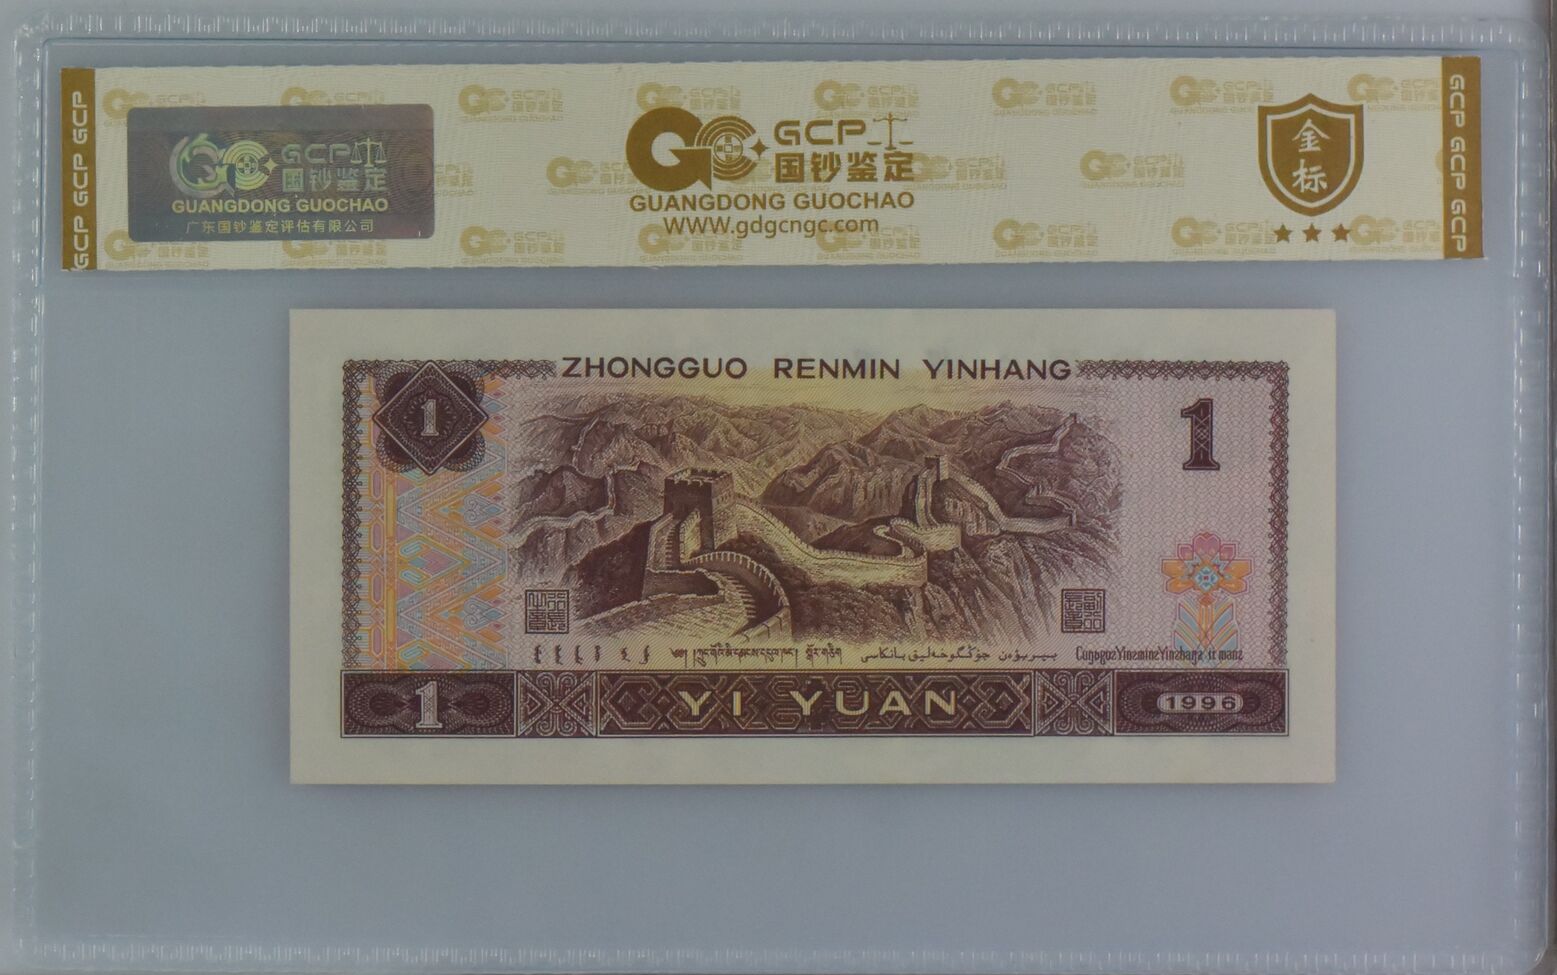 GCP GCP GCP
GCP
国钞鉴定
GUANGDONG GUOCHAO
广东国钞鉴定评估有限公司
GCP
国钞鉴定
GUANGDONG GUOCHAO
WWW.gdgcngc.com
金标
GCP GCP GCP
ZHONGGUO RENMIN YINHANG
1
1
1
YI YUAN
1996